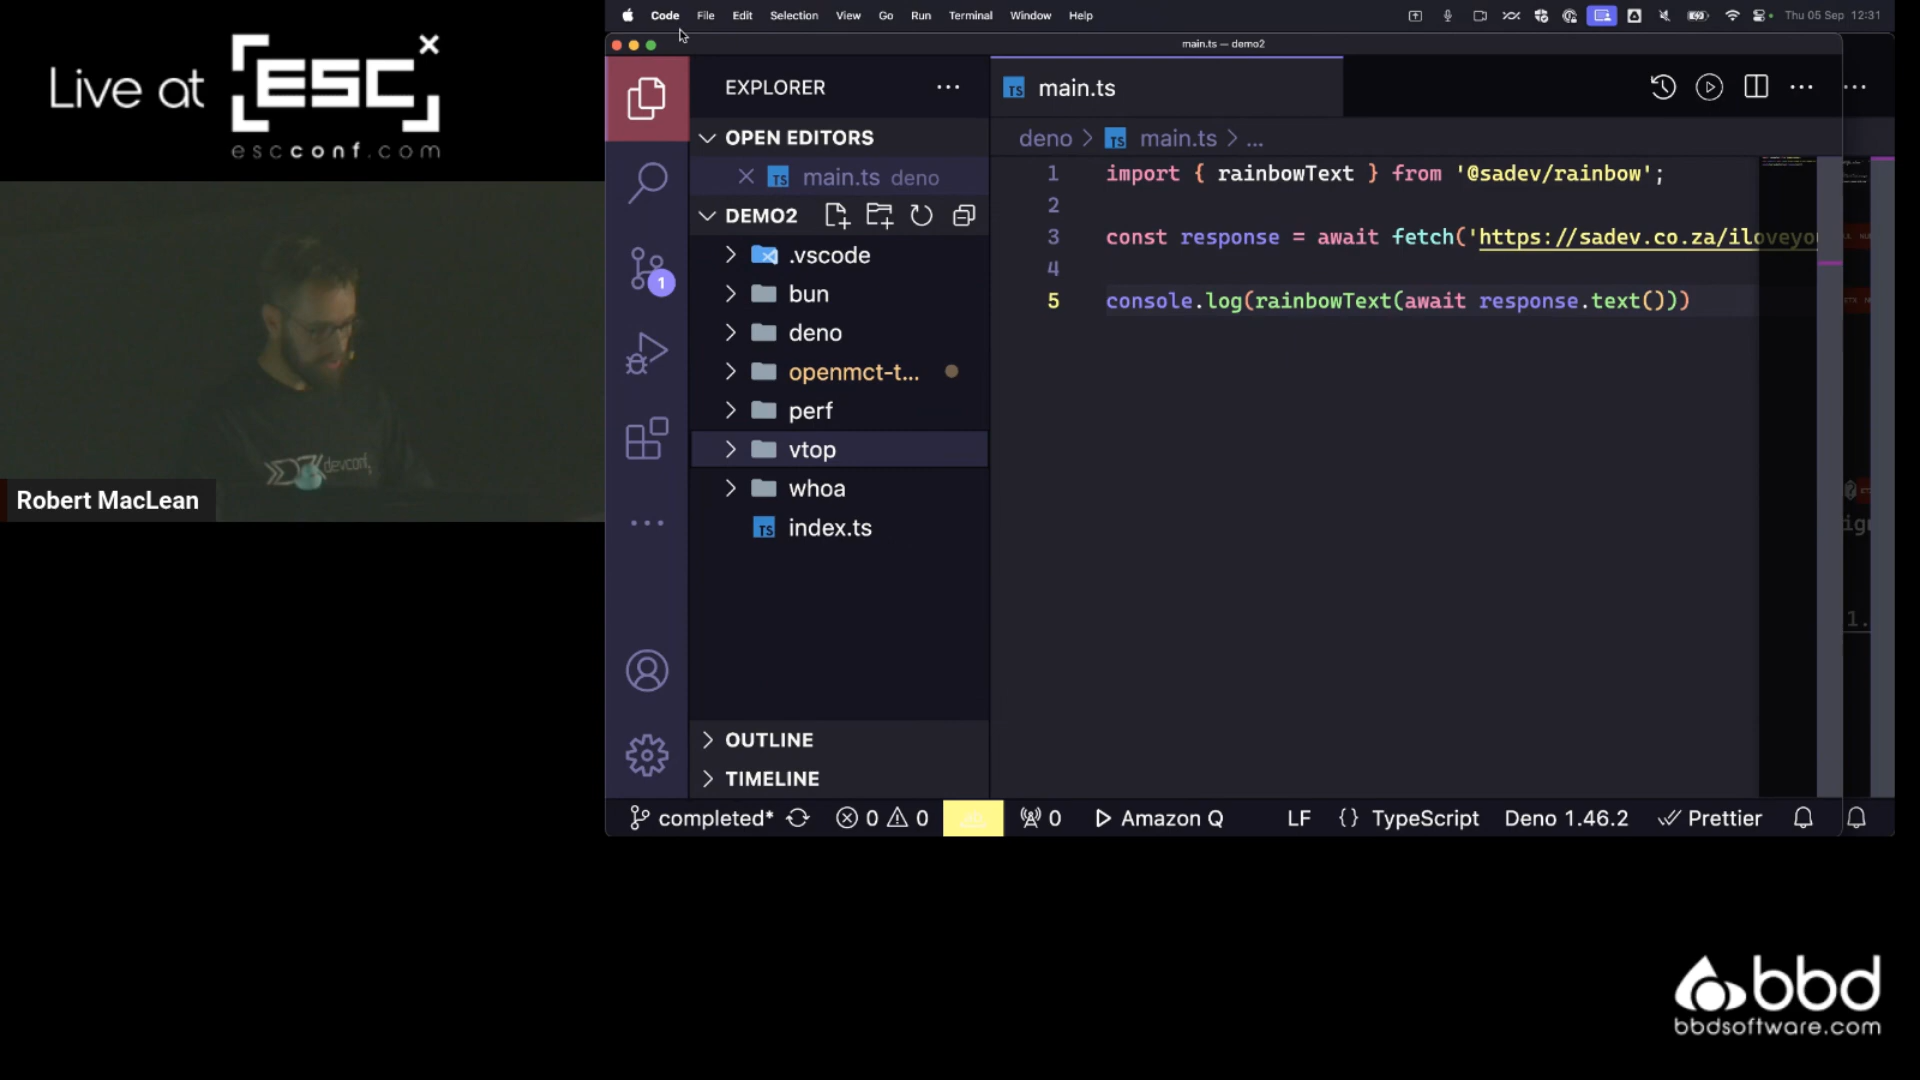 Live at [ESC]x
escconf.com
Robert MacLean
devconf
Code File Edit Selection View Go Run Terminal Window Help
Thu 05 Sep 12:31
main.ts — demo2
EXPLORER
OPEN EDITORS
main.ts deno
DEMO2
.vscode
bun
deno
openmct-t...
perf
vtop
whoa
index.ts
OUTLINE
TIMELINE
1
main.ts
deno > main.ts > ...
1 import { rainbowText } from '@sadev/rainbow';
2
3 const response = await fetch('https://sadev.co.za/iloveyou
4
5 console.log(rainbowText(await response.text()))
1.
completed* 0 0 0 Amazon Q LF {} TypeScript Deno 1.46.2 Prettier
bbd
bbdsoftware.com